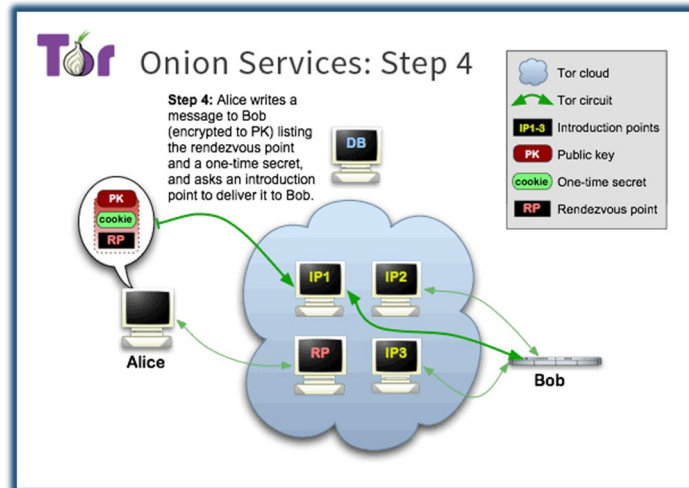 Tor
Onion Services: Step 4
Step 4: Alice writes a
message to Bob
(encrypted to PK) listing
the rendezvous point
and a one-time secret,
and asks an introduction
point to deliver it to Bob.
DB
Tor cloud
Tor circuit
IP1-3 Introduction points
PK Public key
cookie One-time secret
RP Rendezvous point
PK
cookie
RP
IP1
IP2
RP
IP3
Alice
Bob